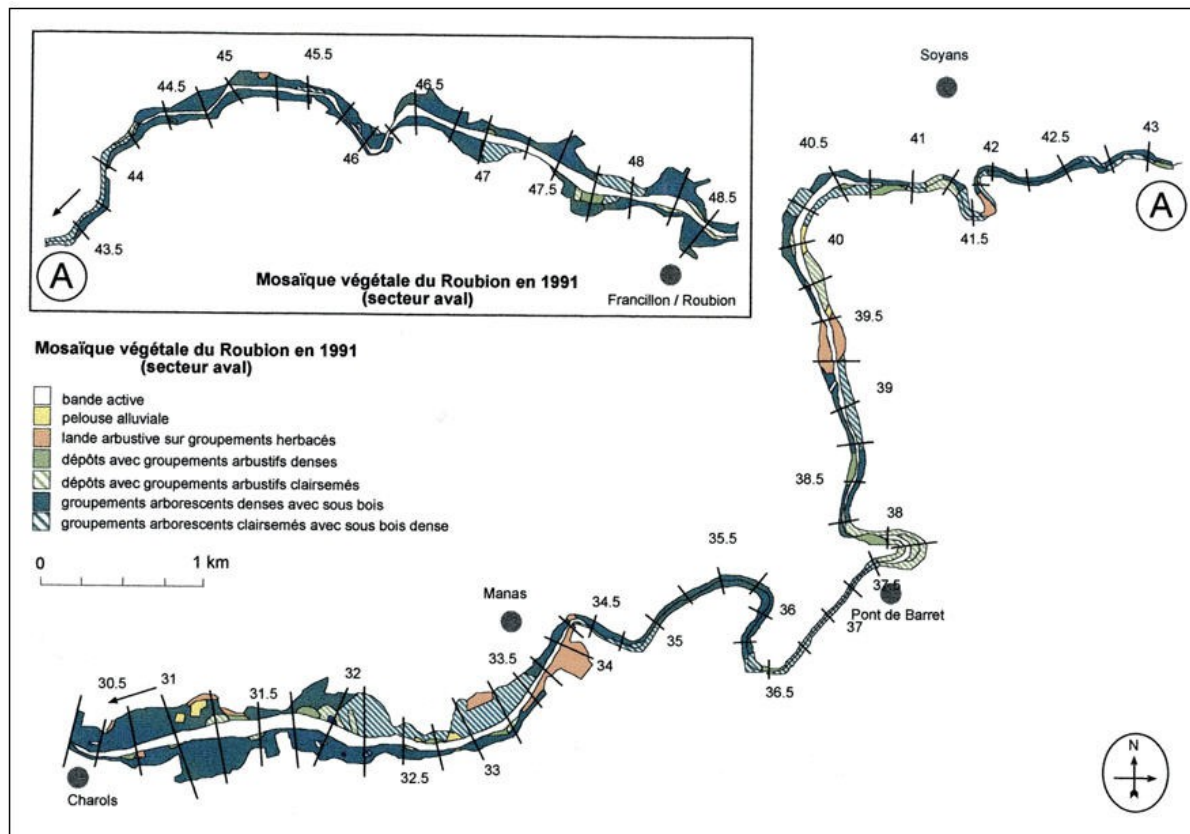 45
45.5
44.5
46.5
44
46
47
48
47.5
48.5
43.5
A
Mosaïque végétale du Roubion en 1991
(secteur aval)
Francillon / Roubion
Soyans
43
42.5
42
41
40.5
41.5
A
40
39.5
39
38.5
38
37.5
Pont de Barret
37
36.5
36
35.5
35
34.5
34
33.5
33
32.5
32
31.5
31
30.5
Manas
Charols
Mosaïque végétale du Roubion en 1991
(secteur aval)
bande active
pelouse alluviale
lande arbustive sur groupements herbacés
dépôts avec groupements arbustifs denses
dépôts avec groupements arbustifs clairsemés
groupements arborescents denses avec sous bois
groupements arborescents clairsemés avec sous bois dense
0 1 km
N